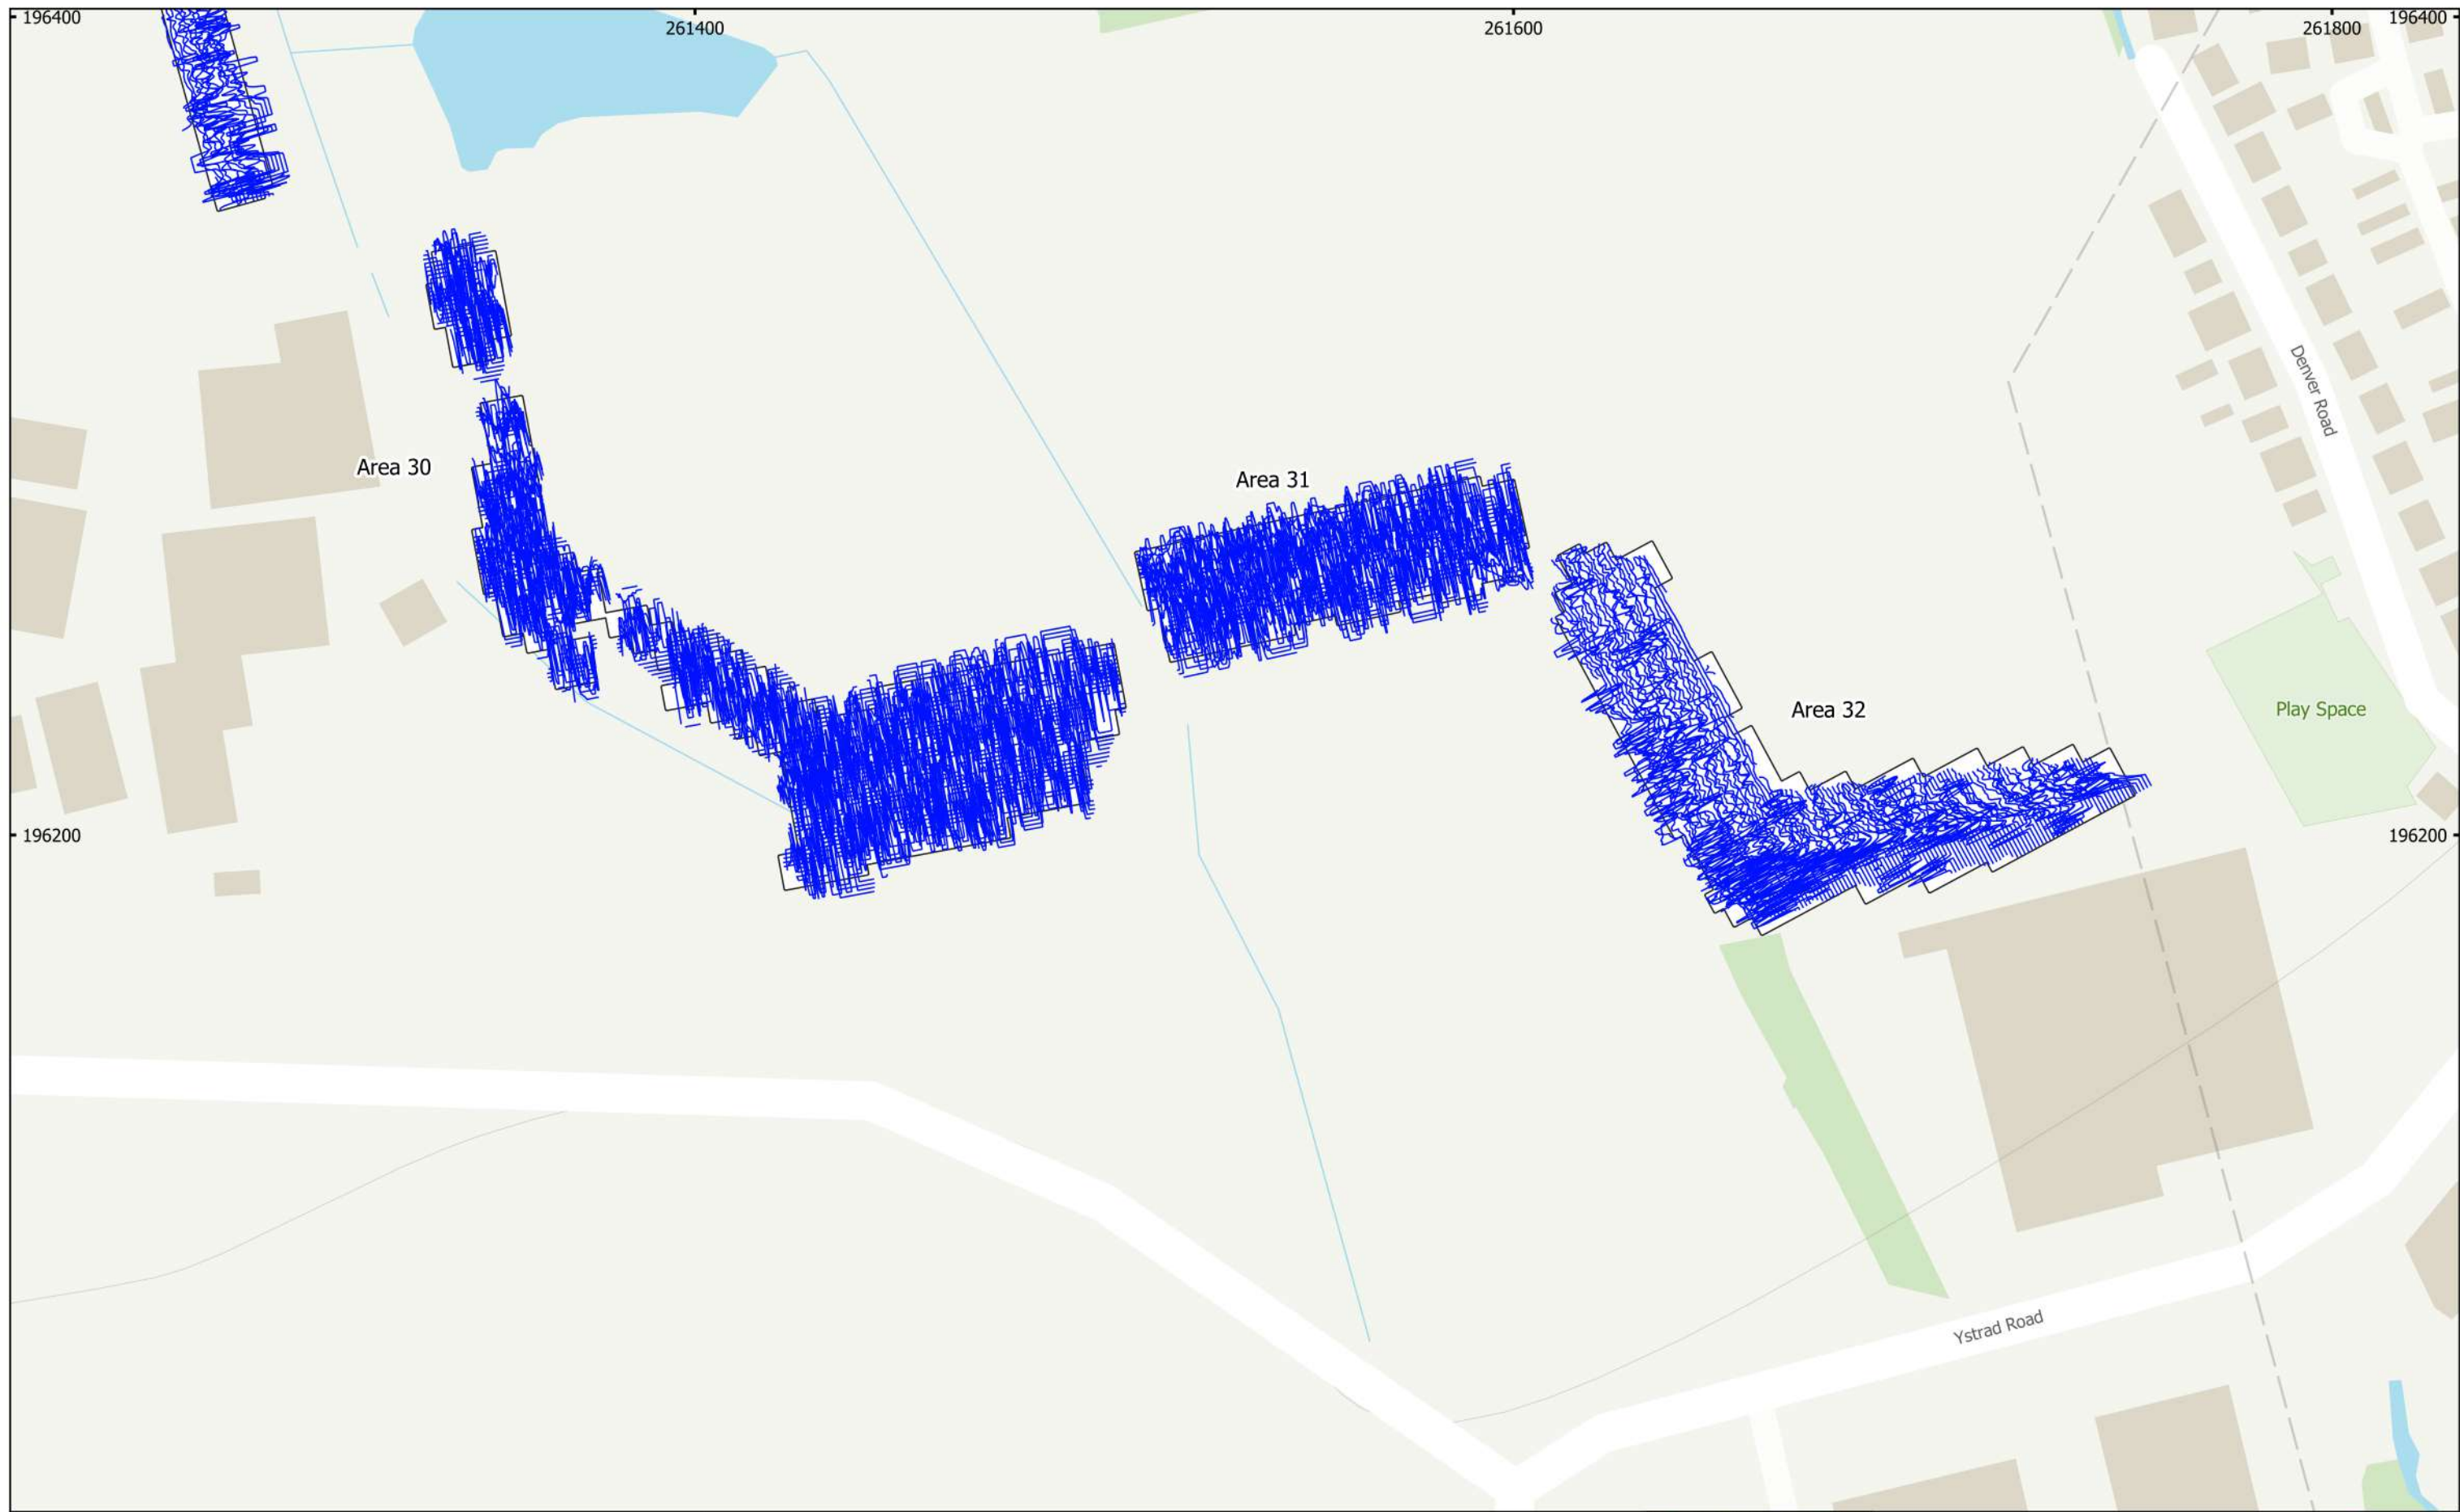 196400
261400
261600
261800
196400
Denver Road
Area 30
Area 31
Area 32
Play Space
196200
196200
Ystrad Road